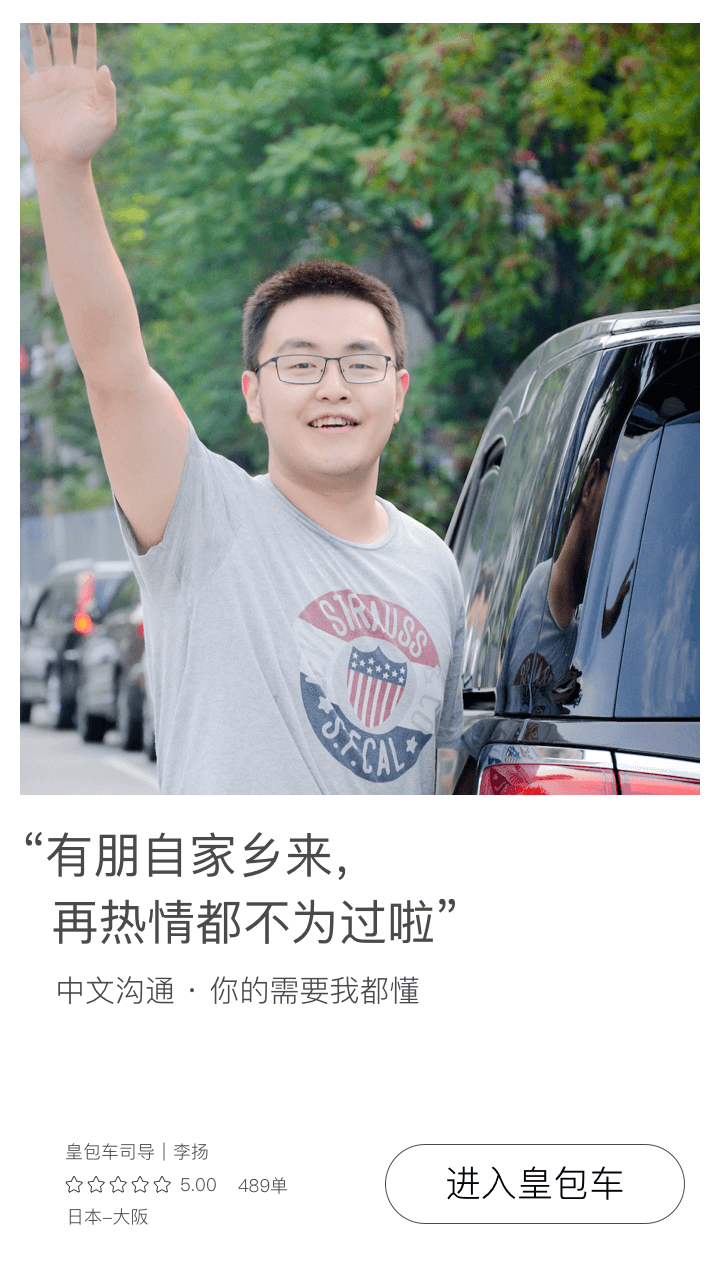 STRAUSS
S.F.CAL
“有朋自家乡来，
再热情都不为过啦”
中文沟通 · 你的需要我都懂
皇包车司导｜李扬
☆☆☆☆☆ 5.00 489单
日本–大阪
进入皇包车